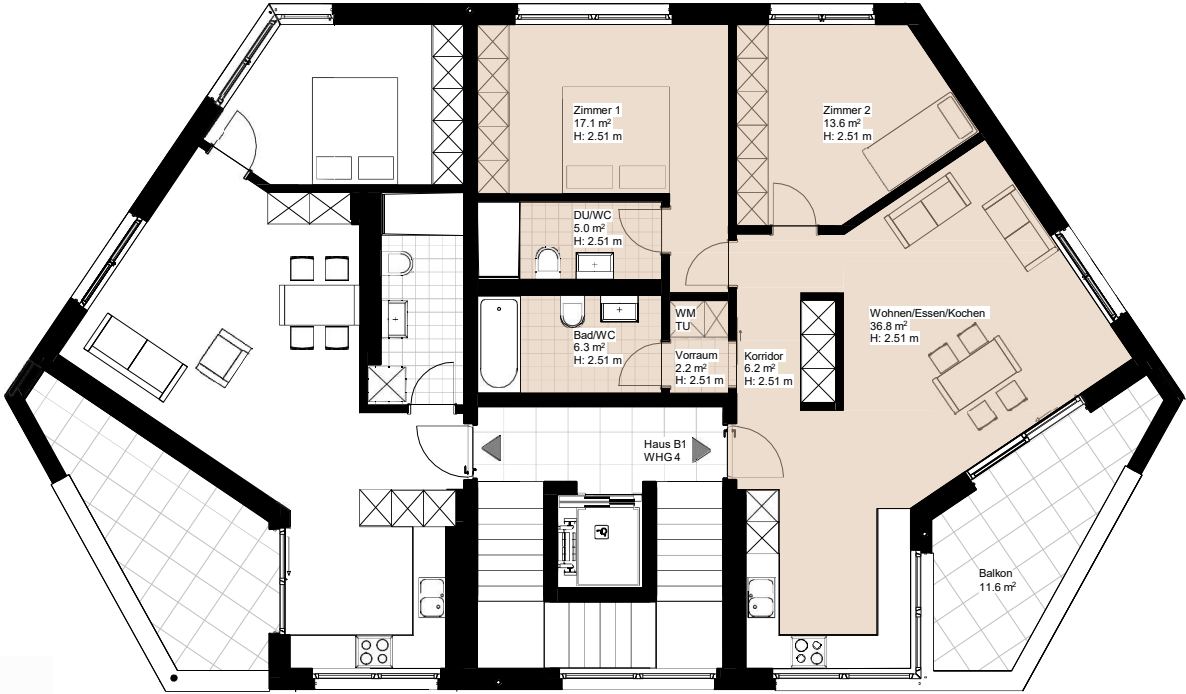 Zimmer 1
17.1 m²
H: 2.51 m
Zimmer 2
13.6 m²
H: 2.51 m
DU/WC
5.0 m²
H: 2.51 m
WM
TU
Wohnen/Essen/Kochen
36.8 m²
H: 2.51 m
Bad/WC
6.3 m²
H: 2.51 m
Vorraum
2.2 m²
H: 2.51 m
Korridor
6.2 m²
H: 2.51 m
Haus B1
WHG 4
Balkon
11.6 m²